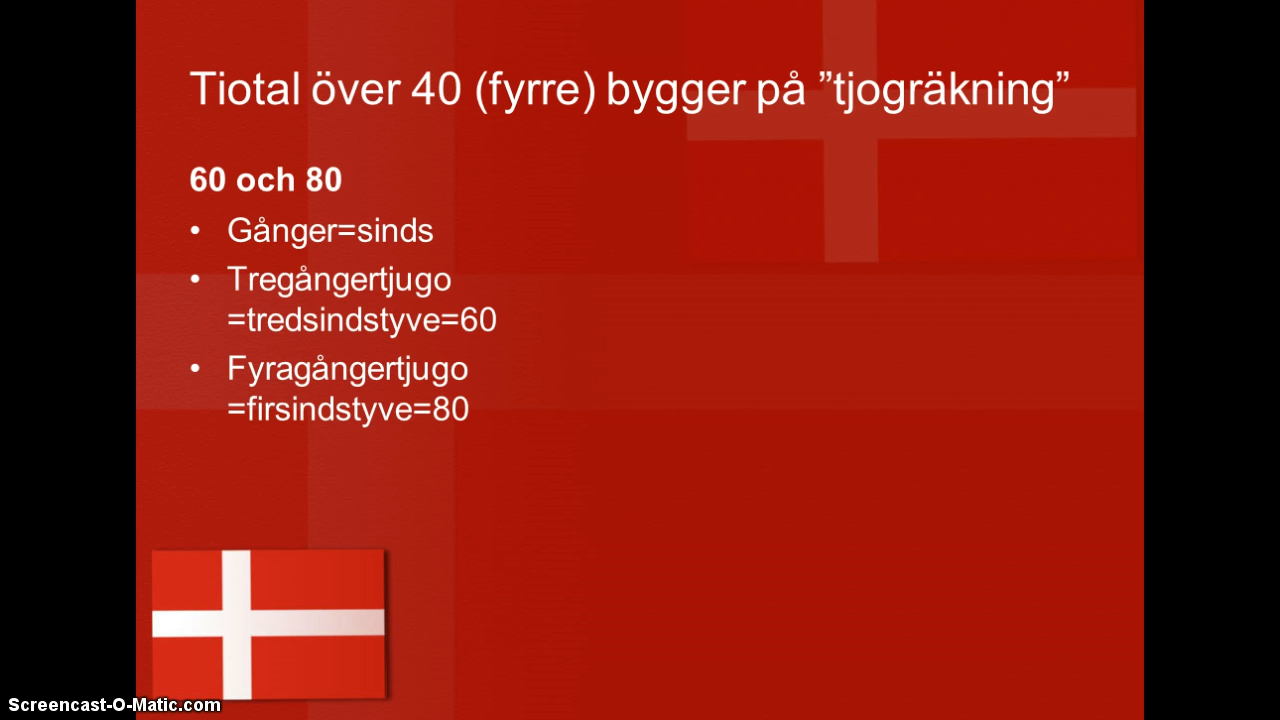 Tiotal över 40 (fyrre) bygger på ”tjogräkning”
60 och 80
• Gånger=sinds
• Tregångertjugo
=tredsindstyve=60
• Fyragångertjugo
=firsindstyve=80
Screencast-O-Matic.com